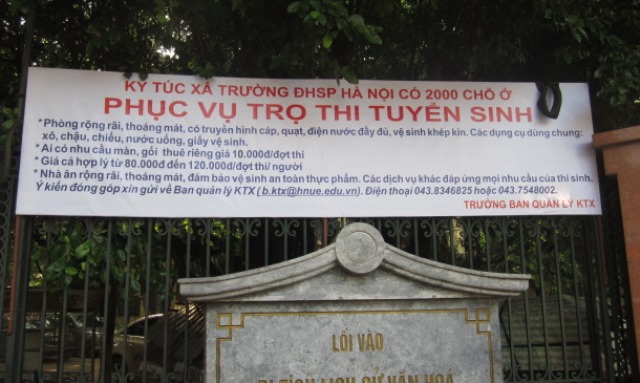 KÝ TÚC XÁ TRƯỜNG ĐHSP HÀ NỘI CÓ 2000 CHỖ Ở
PHỤC VỤ TRỌ THI TUYỂN SINH
* Phòng rộng rãi, thoáng mát, có truyền hình cáp, quạt, điện nước đầy đủ, vệ sinh khép kín. Các dụng cụ dùng chung:
xô, chậu, chiếu, nước uống, giấy vệ sinh.
* Ai có nhu cầu màn, gối thuê riêng giá 10.000đ/đợt thi
* Giá cả hợp lý từ 80.000đ đến 120.000đ/đợt thi/ người
* Nhà ăn rộng rãi, thoáng mát, đảm bảo vệ sinh an toàn thực phẩm. Các dịch vụ khác đáp ứng mọi nhu cầu của thí sinh.
Ý kiến đóng góp xin gửi về Ban quản lý KTX ( b.ktx@hnue.edu.vn). Điện thoại 043.8346825 hoặc 043.7548002.
TRƯỞNG BAN QUẢN LÝ KTX
LỐI VÀO
DI TÍCH LỊCH SỬ VĂN HOÁ